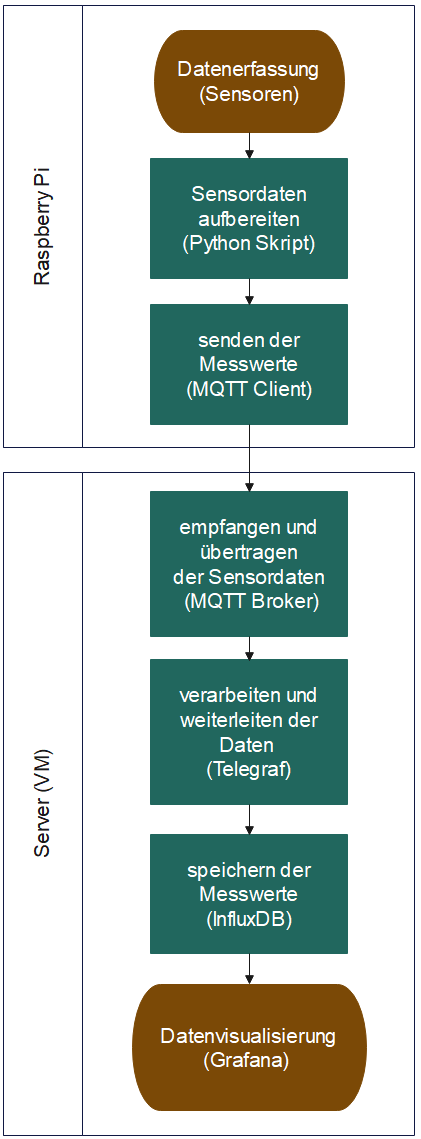 Raspberry Pi
Datenerfassung
(Sensoren)
Sensordaten
aufbereiten
(Python Skript)
senden der
Messwerte
(MQTT Client)
Server (VM)
empfangen und
übertragen
der Sensordaten
(MQTT Broker)
verarbeiten und
weiterleiten der
Daten
(Telegraf)
speichern der
Messwerte
(InfluxDB)
Datenvisualisierung
(Grafana)